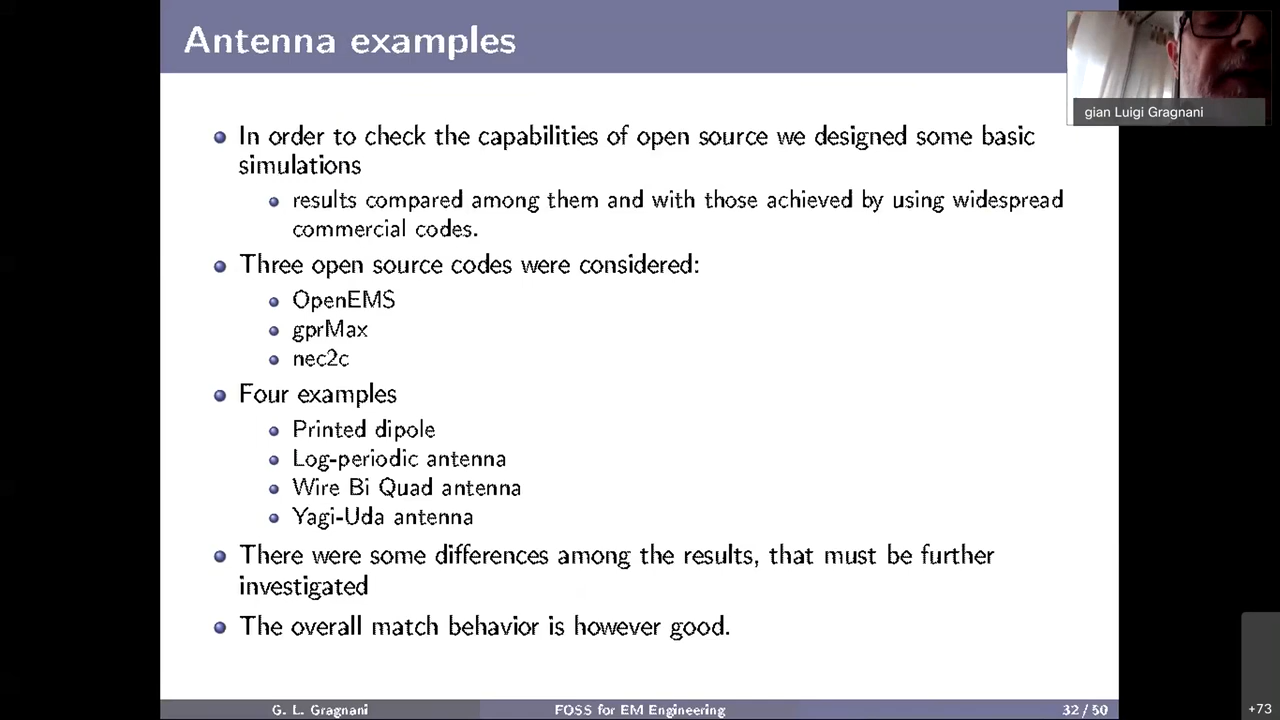 Antenna examples
gian Luigi Gragnani
In order to check the capabilities of open source we designed some basic
simulations
results compared among them and with those achieved by using widespread
commercial codes.
Three open source codes were considered:
OpenEMS
gprMax
nec2c
Four examples
Printed dipole
Log-periodic antenna
Wire Bi Quad antenna
Yagi-Uda antenna
There were some differences among the results, that must be further
investigated
The overall match behavior is however good.
G. L. Gragnani
FOSS for EM Engineering
32 / 50
+73